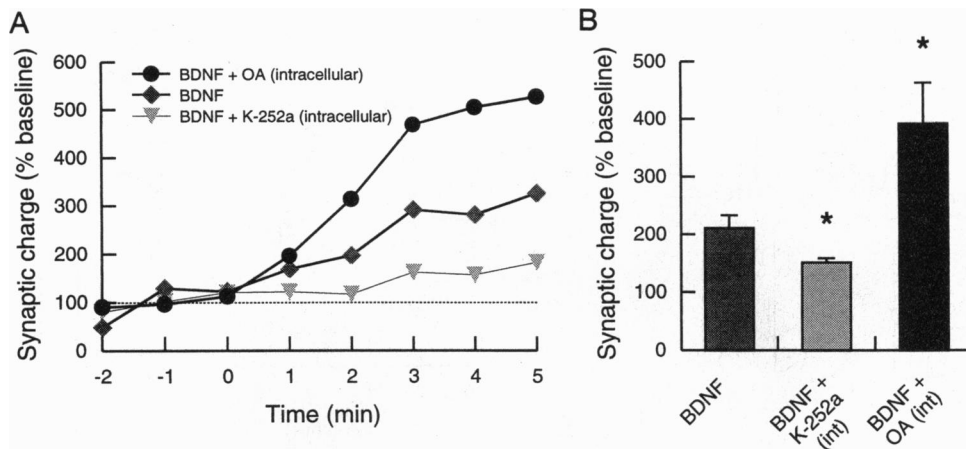 A
Synaptic charge (% baseline)
600
500
400
300
200
100
0
BDNF + OA (intracellular)
BDNF
BDNF + K-252a (intracellular)
-2 -1 0 1 2 3 4 5
Time (min)
B
Synaptic charge (% baseline)
500
400
300
200
100
0
*
*
BDNF
BDNF +
K-252a
(int)
BDNF +
OA (int)